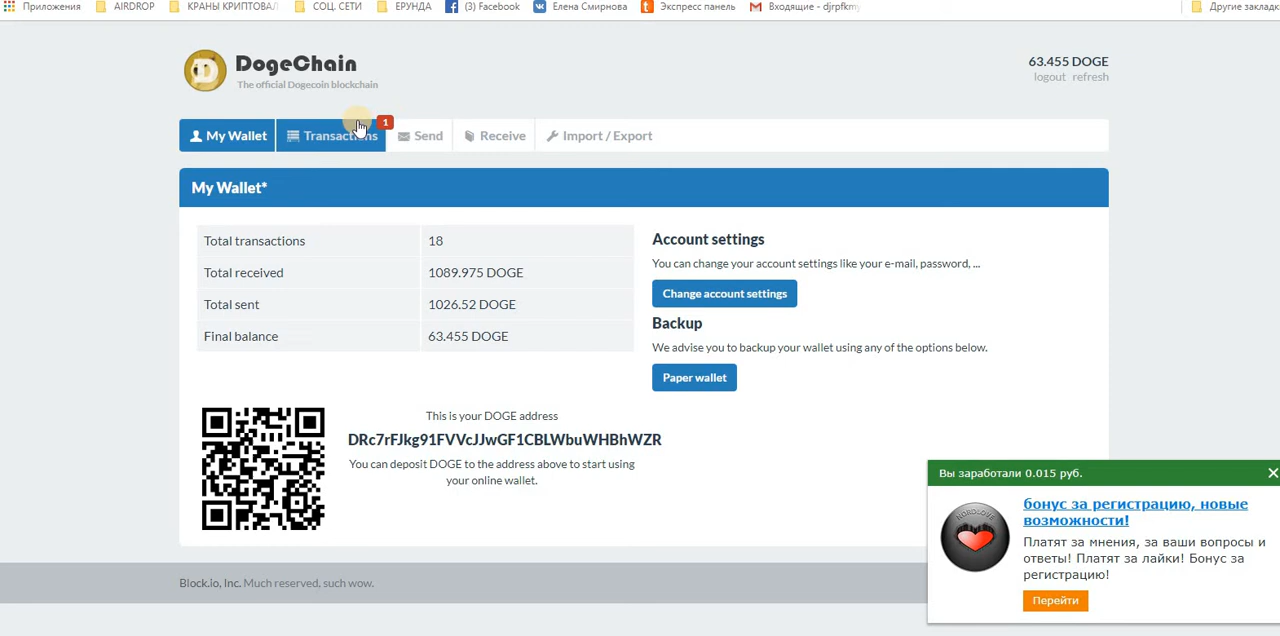 Приложения AIRDROP КРАНЫ КРИПТОВАЛ СОЦ. СЕТИ ЕРУНДА (3) Facebook Елена Смирнова Экспресс панель Входящие - djrpfkmy Другие закладк
DogeChain
The official Dogecoin blockchain
63.455 DOGE
logout refresh
My Wallet Transactions 1 Send Receive Import / Export
My Wallet*
Total transactions 18
Total received 1089.975 DOGE
Total sent 1026.52 DOGE
Final balance 63.455 DOGE
Account settings
You can change your account settings like your e-mail, password, ...
Change account settings
Backup
We advise you to backup your wallet using any of the options below.
Paper wallet
This is your DOGE address
DRc7rFJkg91FVVcJJwGF1CBLWbuWHBhWZR
You can deposit DOGE to the address above to start using
your online wallet.
Вы заработали 0.015 руб.
бонус за регистрацию, новые
возможности!
Платят за мнения, за ваши вопросы и
ответы! Платят за лайки! Бонус за
регистрацию!
Перейти
Block.io, Inc. Much reserved, such wow.